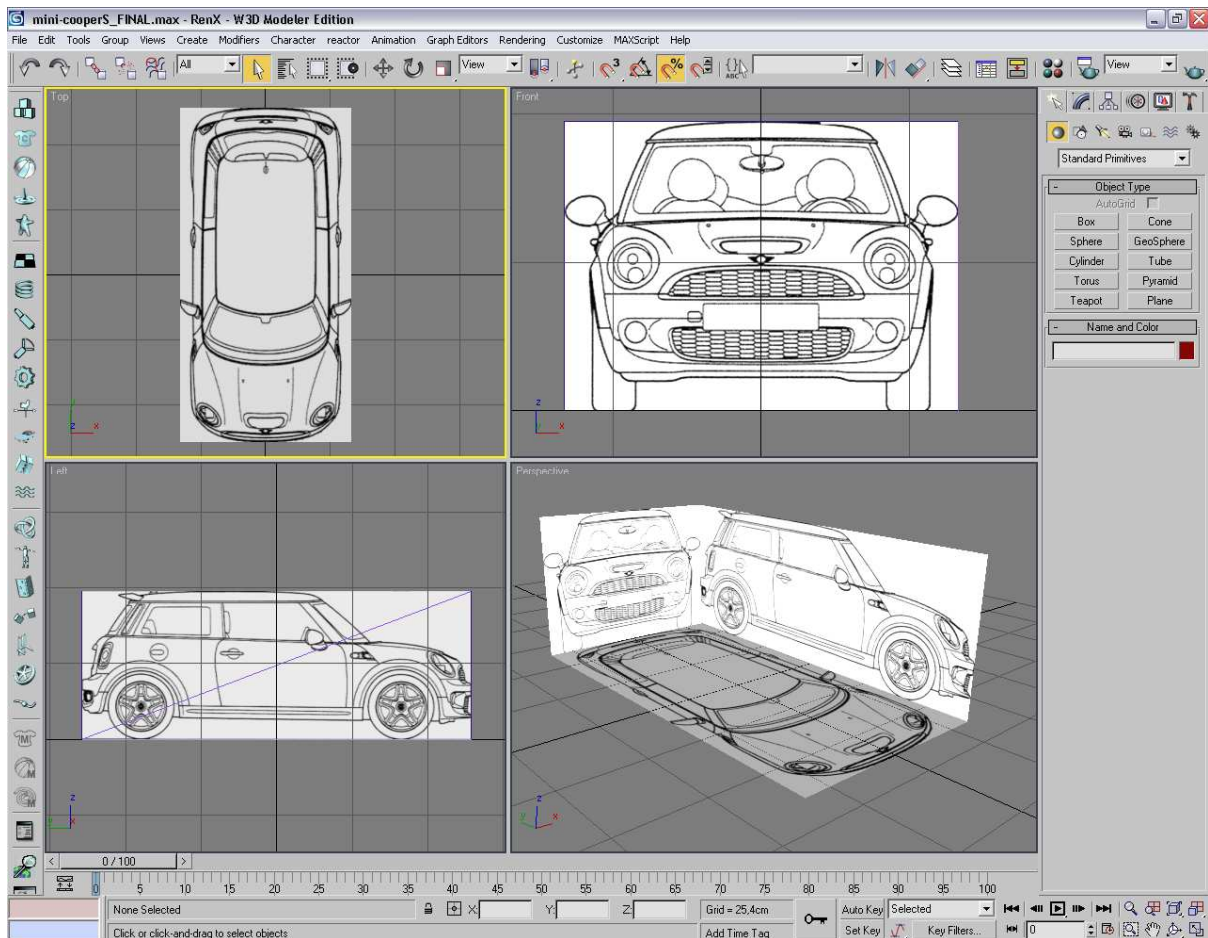 mini-cooperS_FINAL.max - RenX - W3D Modeler Edition
File Edit Tools Group Views Create Modifiers Character reactor Animation Graph Editors Rendering Customize MAXScript Help
All View 3 % ABC View
Top
Front
Standard Primitives
- Object Type
AutoGrid
Box Cone
Sphere GeoSphere
Cylinder Tube
Torus Pyramid
Teapot Plane
- Name and Color
y z x
z y x
Left
Perspective
z y x
z y x
M
M
M
< 0 / 100 >
0 5 10 15 20 25 30 35 40 45 50 55 60 65 70 75 80 85 90 95 100
None Selected X: Y: Z: Grid = 25,4cm Auto Key Selected
Click or click-and-drag to select objects Add Time Tag Set Key Key Filters... 0